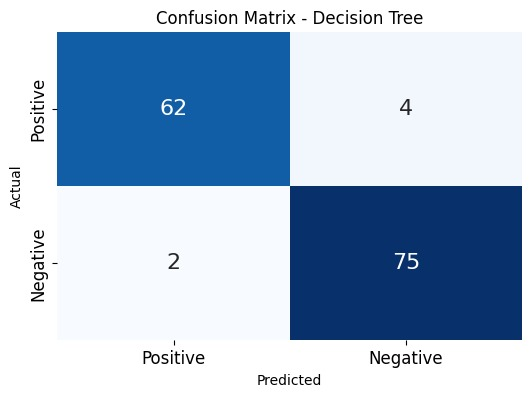 Confusion Matrix - Decision Tree
Actual
Positive
62
4
Negative
2
75
Positive
Negative
Predicted